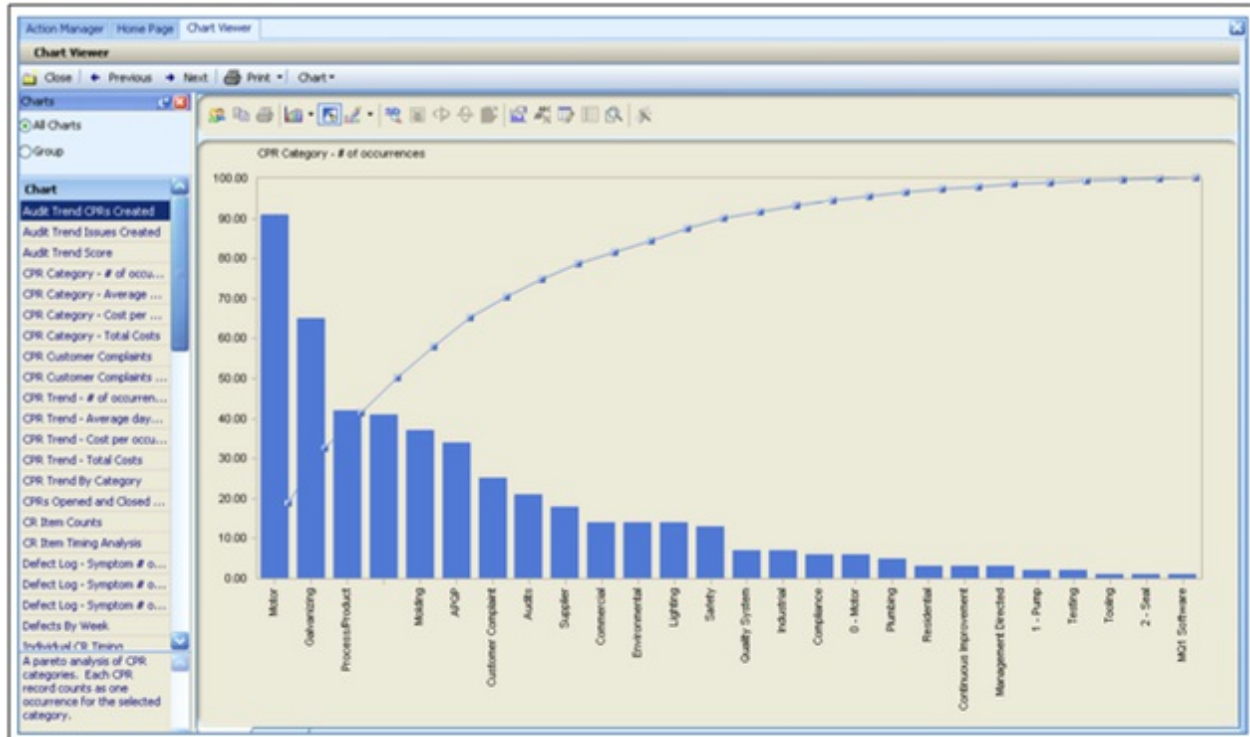 Action Manager Home Page Chart Viewer
Chart Viewer
Close Previous Next Print Chart
Charts
All Charts
Group
Chart
Audit Trend CPRs Created
Audit Trend Issues Created
Audit Trend Score
CPR Category - # of occu...
CPR Category - Average ...
CPR Category - Cost per ...
CPR Category - Total Costs
CPR Customer Complaints
CPR Customer Complaints ...
CPR Trend - # of occurren...
CPR Trend - Average day...
CPR Trend - Cost per occu...
CPR Trend - Total Costs
CPR Trend By Category
CPRs Opened and Closed ...
CR Item Counts
CR Item Timing Analysis
Defect Log - Symptom # o...
Defect Log - Symptom # o...
Defect Log - Symptom # o...
Defects By Week
Individual CR Timing
A pareto analysis of CPR
categories. Each CPR
record counts as one
occurrence for the selected
category.
CPR Category - # of occurrences
100.00
90.00
80.00
70.00
60.00
50.00
40.00
30.00
20.00
10.00
0.00
Motor
Galvanizing
Process/Product
Molding
APQP
Customer Complaint
Audits
Supplier
Commercial
Environmental
Lighting
Safety
Quality System
Industrial
Compliance
0 - Motor
Plumbing
Residential
Continuous Improvement
Management Directed
1 - Pump
Testing
Tooling
2 - Seal
MQ1 Software